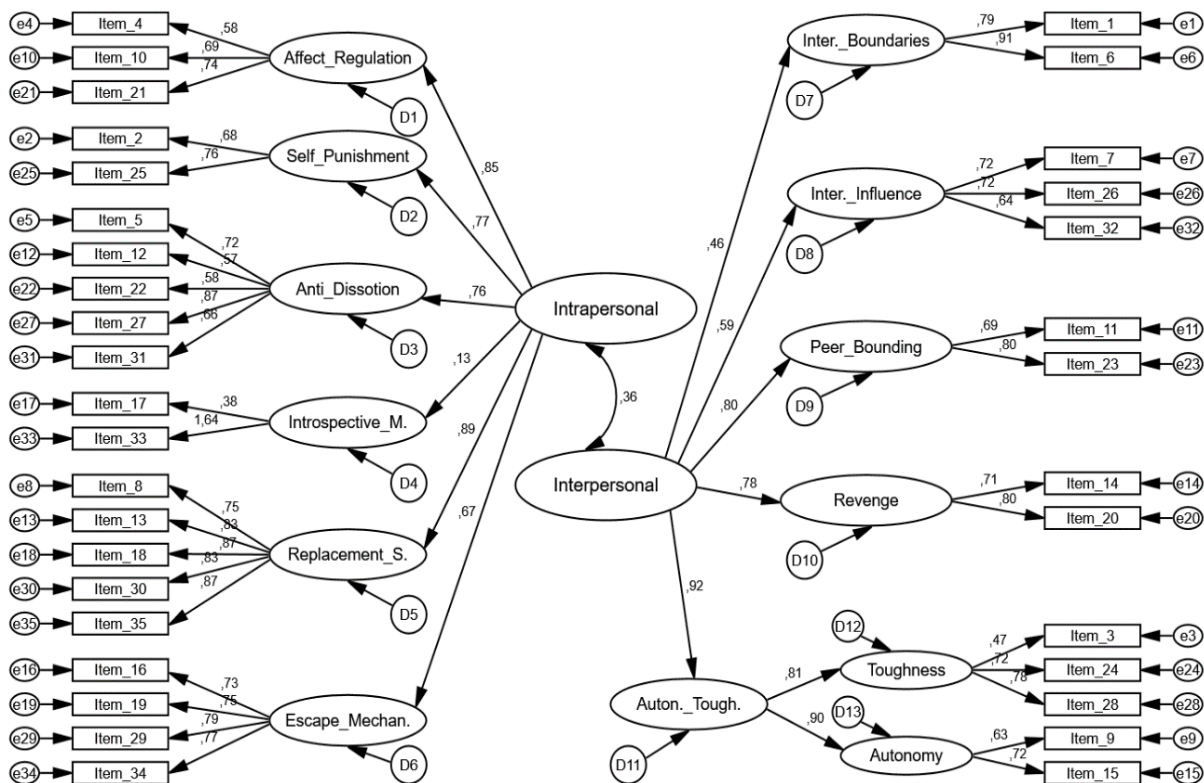 e4 Item_4 ,58
e10 Item_10 ,69 Affect_Regulation
e21 Item_21 ,74
D1
e2 Item_2 ,68
e25 Item_25 ,76 Self_Punishment
D2
e5 Item_5 ,72
e12 Item_12 ,57
e22 Item_22 ,58 Anti_Dissotion
e27 Item_27 ,87
e31 Item_31 ,66
D3
e17 Item_17 ,38
e33 Item_33 1,64 Introspective_M.
D4
e8 Item_8 ,75
e13 Item_13 ,83
e18 Item_18 ,87 Replacement_S.
e30 Item_30 ,83
e35 Item_35 ,87
D5
e16 Item_16 ,73
e19 Item_19 ,75
e29 Item_29 ,79 Escape_Mechan.
e34 Item_34 ,77
D6
,85
,77
,76
,13
,89
,67
Intrapersonal
,36
Interpersonal
,46
,59
,80
,78
,92
Inter._Boundaries ,79 Item_1 e1
,91 Item_6 e6
D7
,72 Item_7 e7
Inter._Influence ,72 Item_26 e26
,64 Item_32 e32
D8
Peer_Bounding ,69 Item_11 e11
,80 Item_23 e23
D9
Revenge ,71 Item_14 e14
,80 Item_20 e20
D10
Auton._Tough.
D11
,81
,90
D12
,47 Item_3 e3
Toughness ,72 Item_24 e24
,78 Item_28 e28
D13
,63 Item_9 e9
Autonomy ,72 Item_15 e15